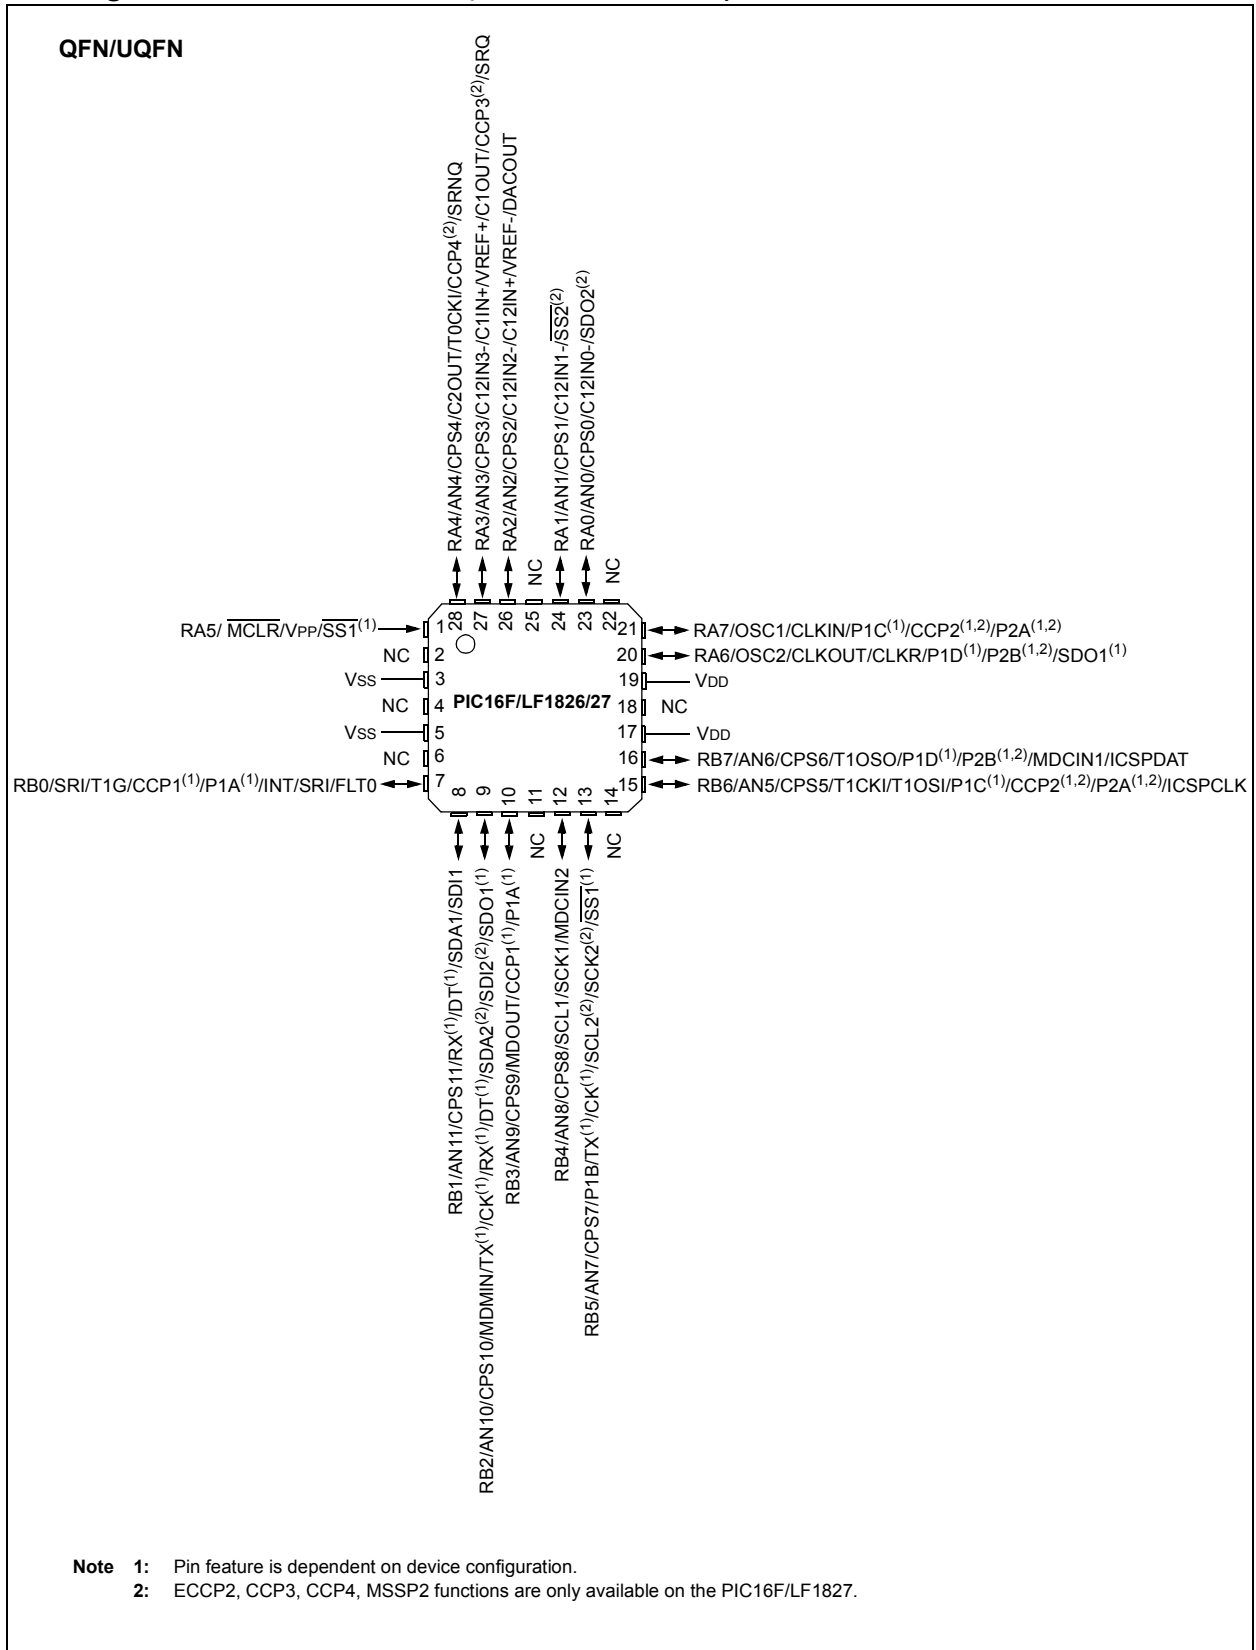 QFN/UQFN
RA4/AN4/CPS4/C2OUT/T0CKI/CCP4(2)/SRNQ
RA3/AN3/CPS3/C12IN3-/C1IN+/VREF+/C1OUT/CCP3(2)/SRQ
RA2/AN2/CPS2/C12IN2-/C12IN+/VREF-/DACOUT
NC
RA1/AN1/CPS1/C12IN1-/SS2(2)
RA0/AN0/CPS0/C12IN0-/SDO2(2)
NC
28 27 26 25 24 23 22
RA5/ MCLR/VPP/SS1(1) 1
NC 2
VSS 3
NC 4
VSS 5
NC 6
RB0/SRI/T1G/CCP1(1)/P1A(1)/INT/SRI/FLT0 7
PIC16F/LF1826/27
21 RA7/OSC1/CLKIN/P1C(1)/CCP2(1,2)/P2A(1,2)
20 RA6/OSC2/CLKOUT/CLKR/P1D(1)/P2B(1,2)/SDO1(1)
19 VDD
18 NC
17 VDD
16 RB7/AN6/CPS6/T1OSO/P1D(1)/P2B(1,2)/MDCIN1/ICSPDAT
15 RB6/AN5/CPS5/T1CKI/T1OSI/P1C(1)/CCP2(1,2)/P2A(1,2)/ICSPCLK
8 9 10 11 12 13 14
RB1/AN11/CPS11/RX(1)/DT(1)/SDA1/SDI1
RB2/AN10/CPS10/MDMIN/TX(1)/CK(1)/RX(1)/DT(1)/SDA2(2)/SDI2(2)/SDO1(1)
RB3/AN9/CPS9/MDOUT/CCP1(1)/P1A(1)
NC
RB4/AN8/CPS8/SCL1/SCK1/MDCIN2
RB5/AN7/CPS7/P1B/TX(1)/CK(1)/SCL2(2)/SCK2(2)/SS1(1)
NC
Note 1: Pin feature is dependent on device configuration.
2: ECCP2, CCP3, CCP4, MSSP2 functions are only available on the PIC16F/LF1827.